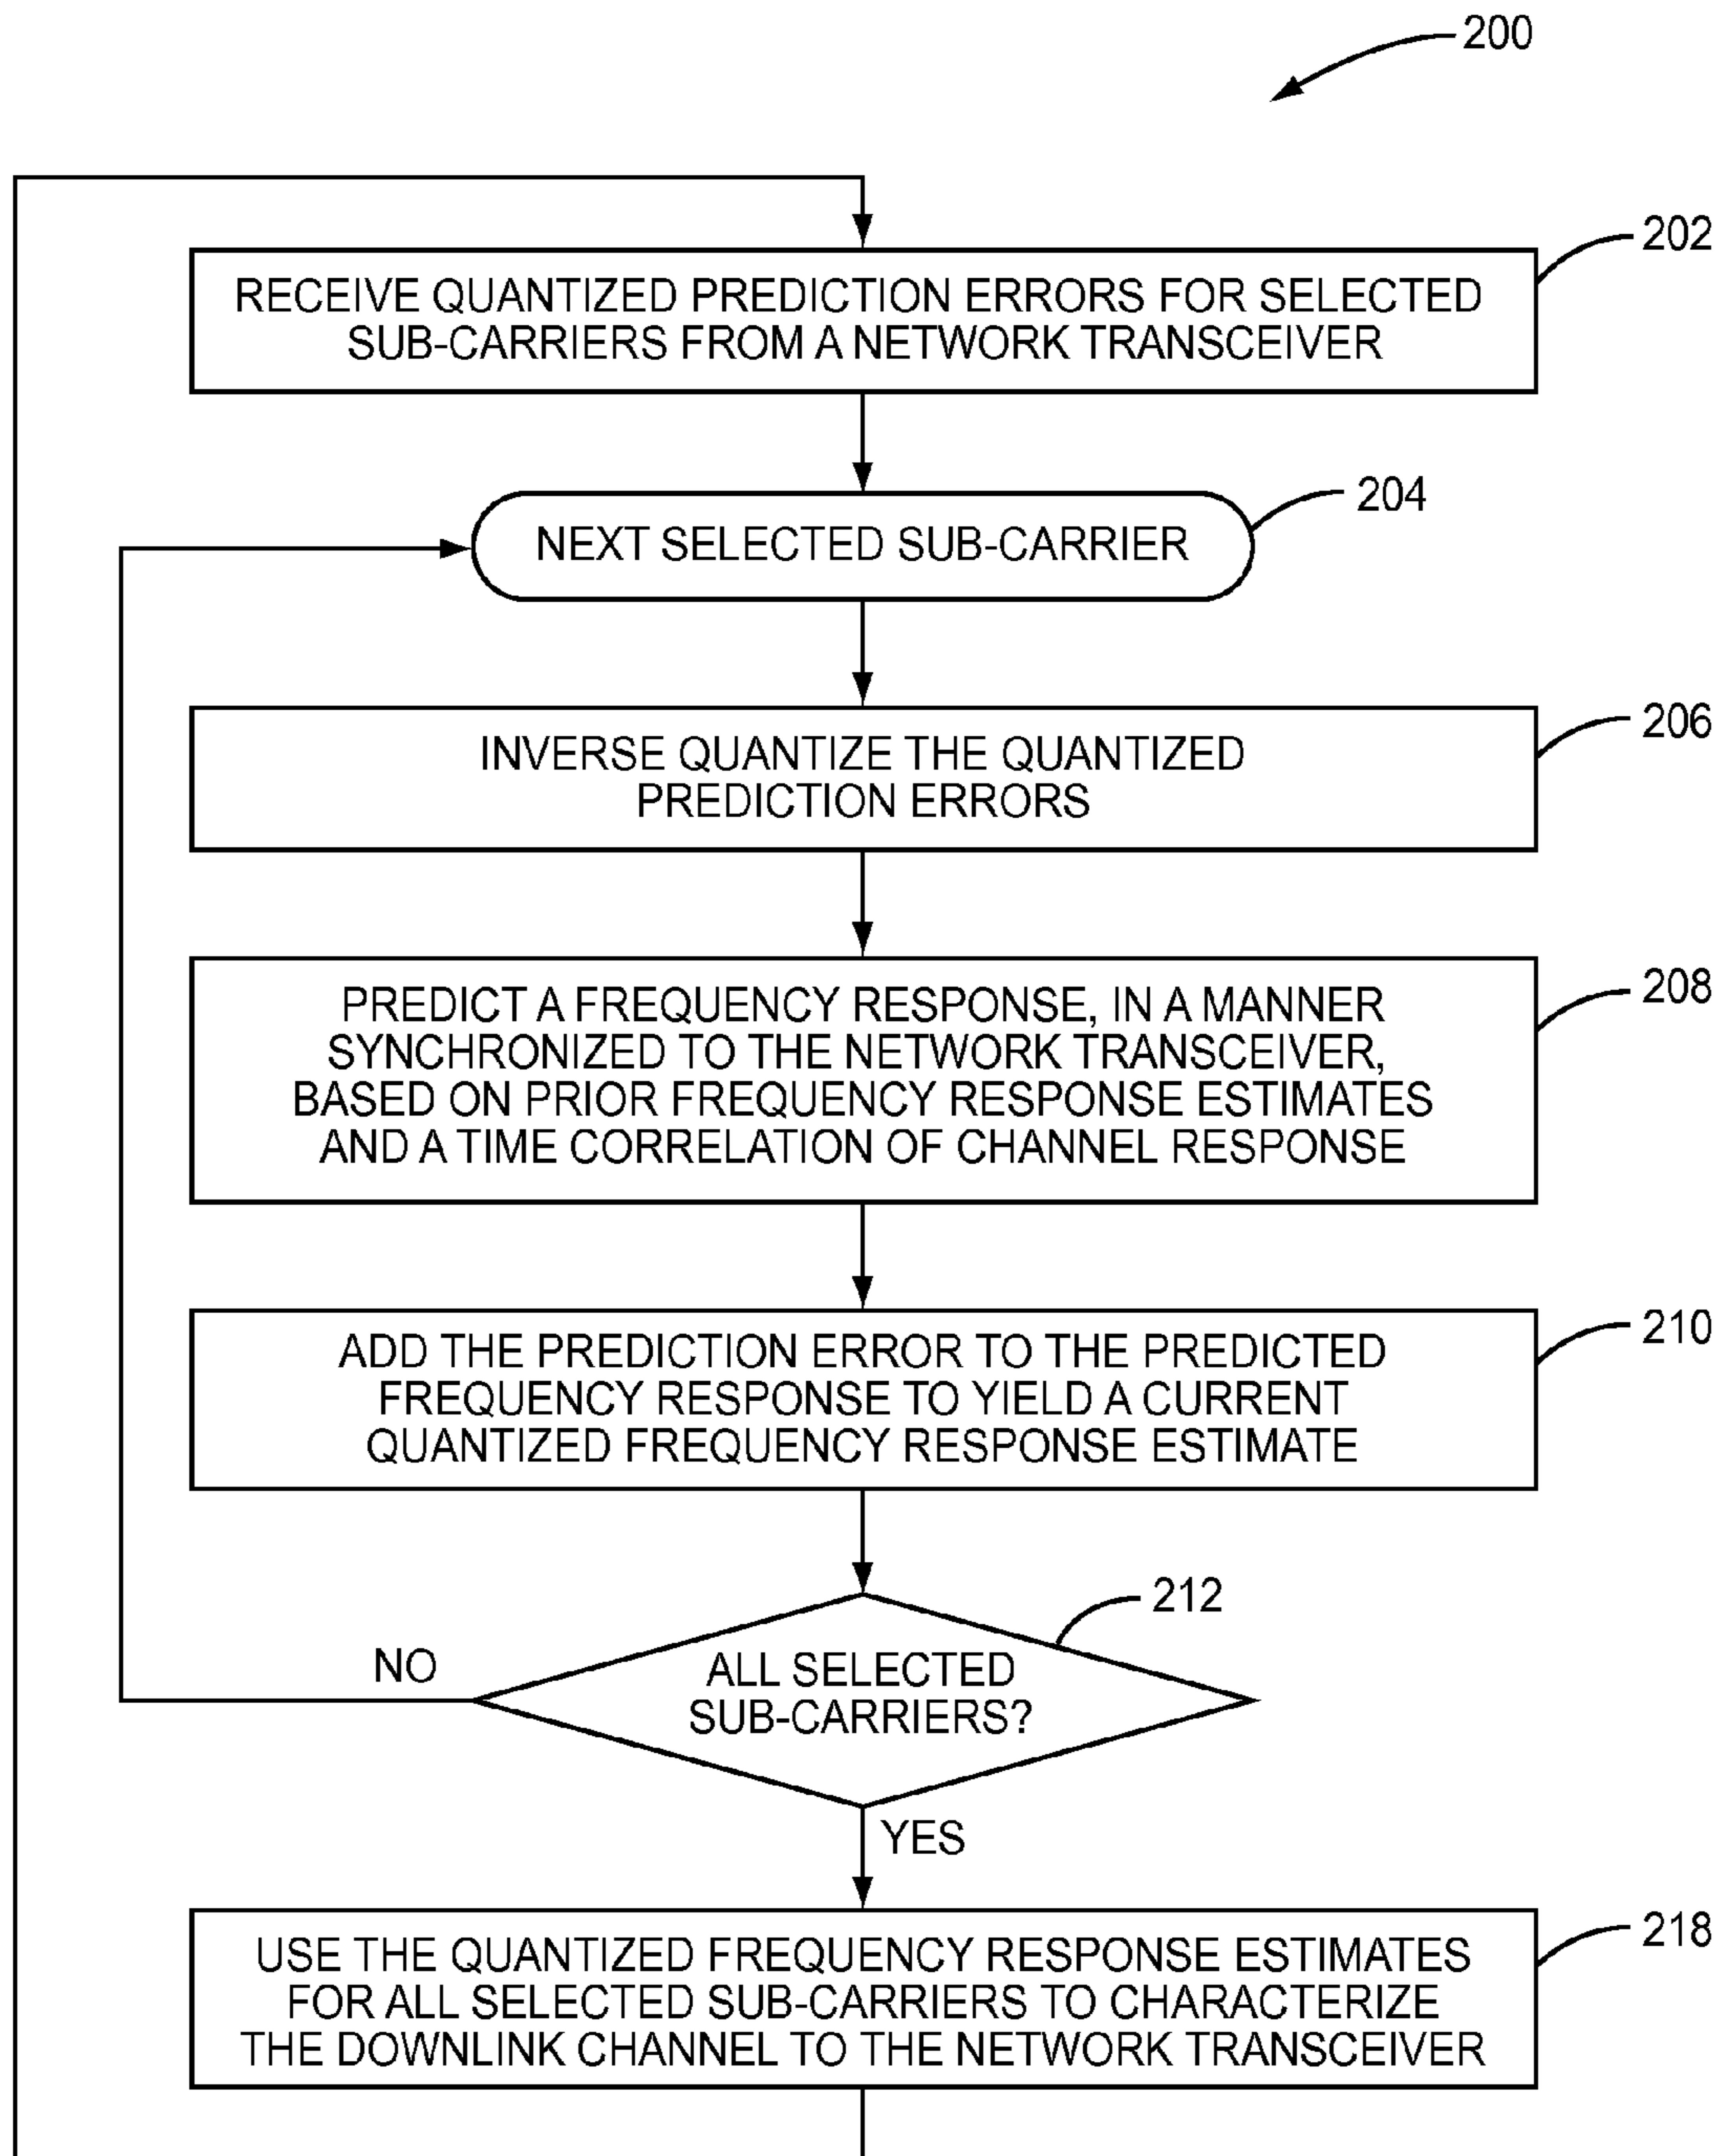 200
202
RECEIVE QUANTIZED PREDICTION ERRORS FOR SELECTED
SUB-CARRIERS FROM A NETWORK TRANSCEIVER
204
NEXT SELECTED SUB-CARRIER
206
INVERSE QUANTIZE THE QUANTIZED
PREDICTION ERRORS
208
PREDICT A FREQUENCY RESPONSE, IN A MANNER
SYNCHRONIZED TO THE NETWORK TRANSCEIVER,
BASED ON PRIOR FREQUENCY RESPONSE ESTIMATES
AND A TIME CORRELATION OF CHANNEL RESPONSE
210
ADD THE PREDICTION ERROR TO THE PREDICTED
FREQUENCY RESPONSE TO YIELD A CURRENT
QUANTIZED FREQUENCY RESPONSE ESTIMATE
212
NO
ALL SELECTED
SUB-CARRIERS?
YES
218
USE THE QUANTIZED FREQUENCY RESPONSE ESTIMATES
FOR ALL SELECTED SUB-CARRIERS TO CHARACTERIZE
THE DOWNLINK CHANNEL TO THE NETWORK TRANSCEIVER